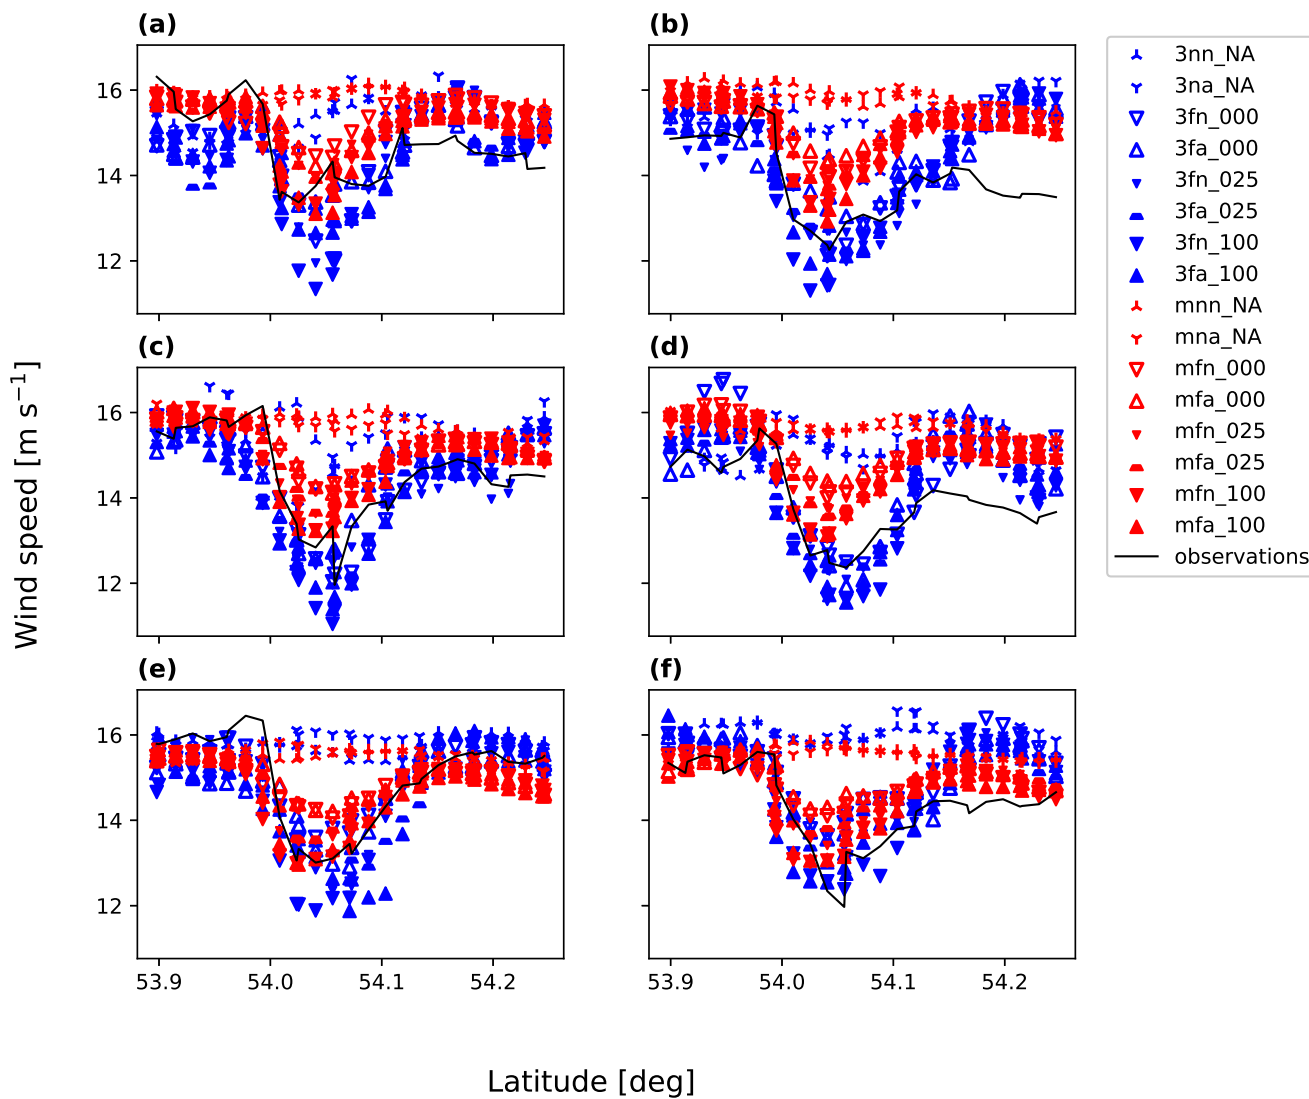 (a)
(b)
16
14
12
3nn_NA
3na_NA
3fn_000
3fa_000
3fn_025
3fa_025
3fn_100
3fa_100
mnn_NA
mna_NA
mfn_000
mfa_000
mfn_025
mfa_025
mfn_100
mfa_100
observations
(c)
(d)
16
14
12
Wind speed [m s⁻¹]
(e)
(f)
16
14
12
53.9 54.0 54.1 54.2
53.9 54.0 54.1 54.2
Latitude [deg]